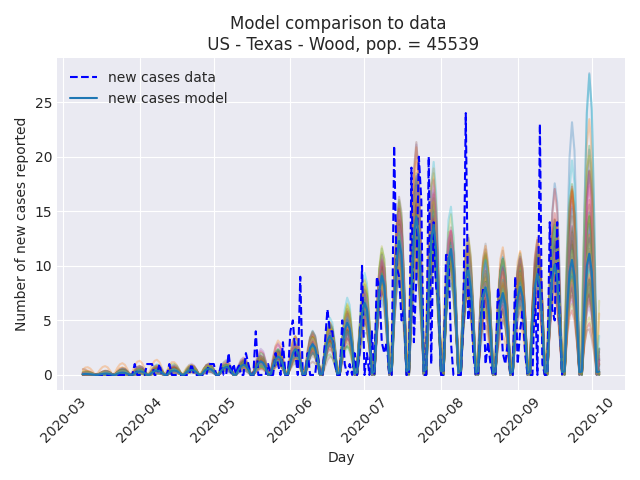 Model comparison to data
US - Texas - Wood, pop. = 45539
new cases data
new cases model
Number of new cases reported
25
20
15
10
5
0
2020-03
2020-04
2020-05
2020-06
2020-07
2020-08
2020-09
2020-10
Day